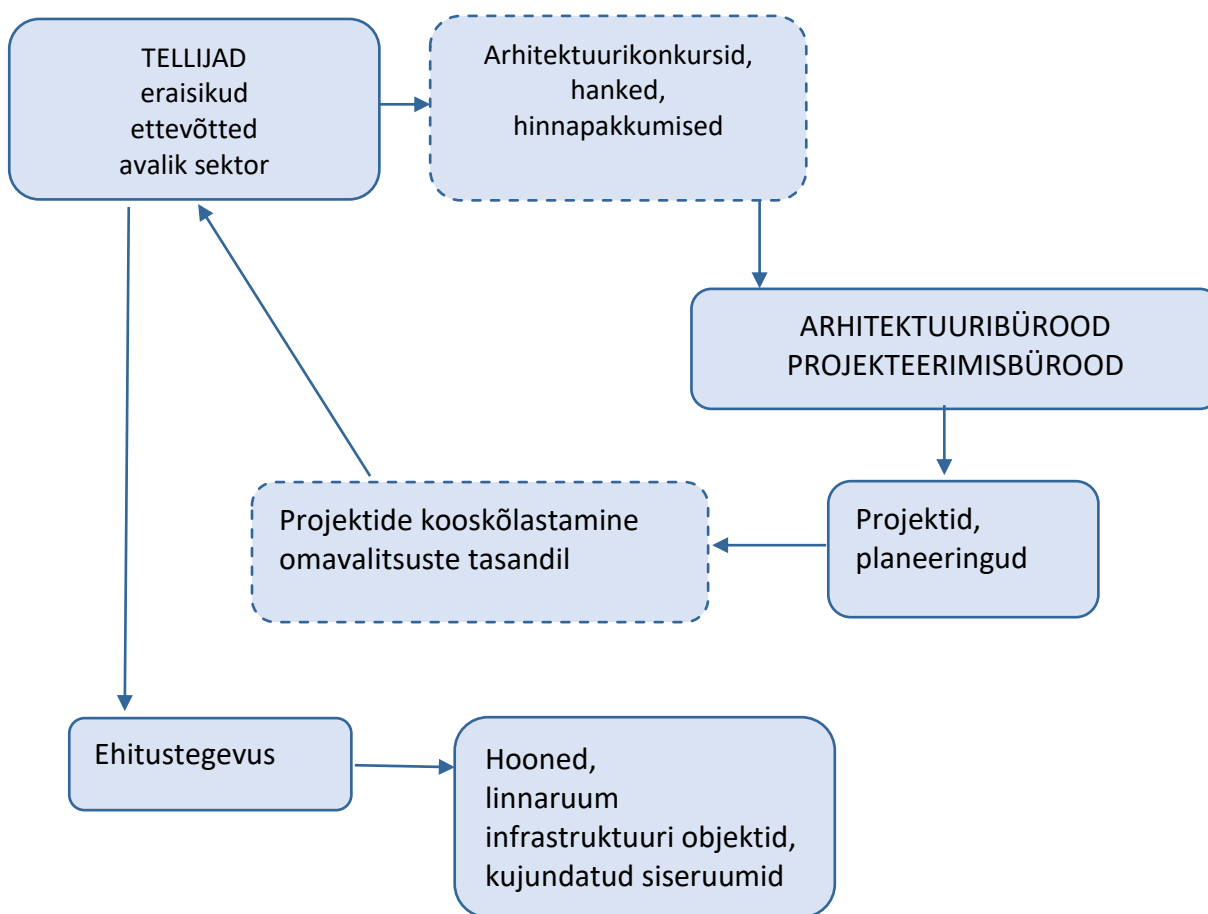 TELLIJAD
eraisikud
ettevõtted
avalik sektor
Arhitektuurikonkursid,
hanked,
hinnapakkumised
ARHITEKTUURIBÜROOD
PROJEKTEERIMISBÜROOD
Projektid,
planeeringud
Projektide kooskõlastamine
omavalitsuste tasandil
Ehitustegevus
Hooned,
linnaruum
infrastruktuuri objektid,
kujundatud siseruumid